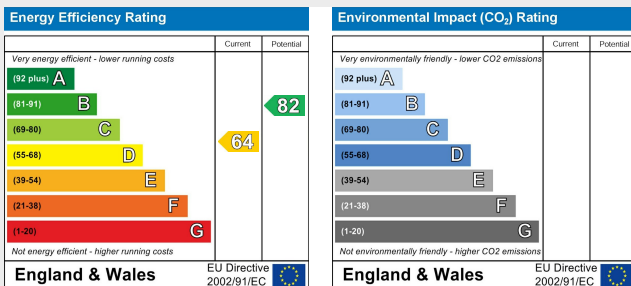 Energy Efficiency Rating
Current Potential
Very energy efficient - lower running costs
(92 plus) A
(81-91) B
82
(69-80) C
64
(55-68) D
(39-54) E
(21-38) F
(1-20) G
Not energy efficient - higher running costs
England & Wales
EU Directive
2002/91/EC
Environmental Impact (CO₂) Rating
Current Potential
Very environmentally friendly - lower CO2 emissions
(92 plus) A
(81-91) B
(69-80) C
(55-68) D
(39-54) E
(21-38) F
(1-20) G
Not environmentally friendly - higher CO2 emissions
England & Wales
EU Directive
2002/91/EC